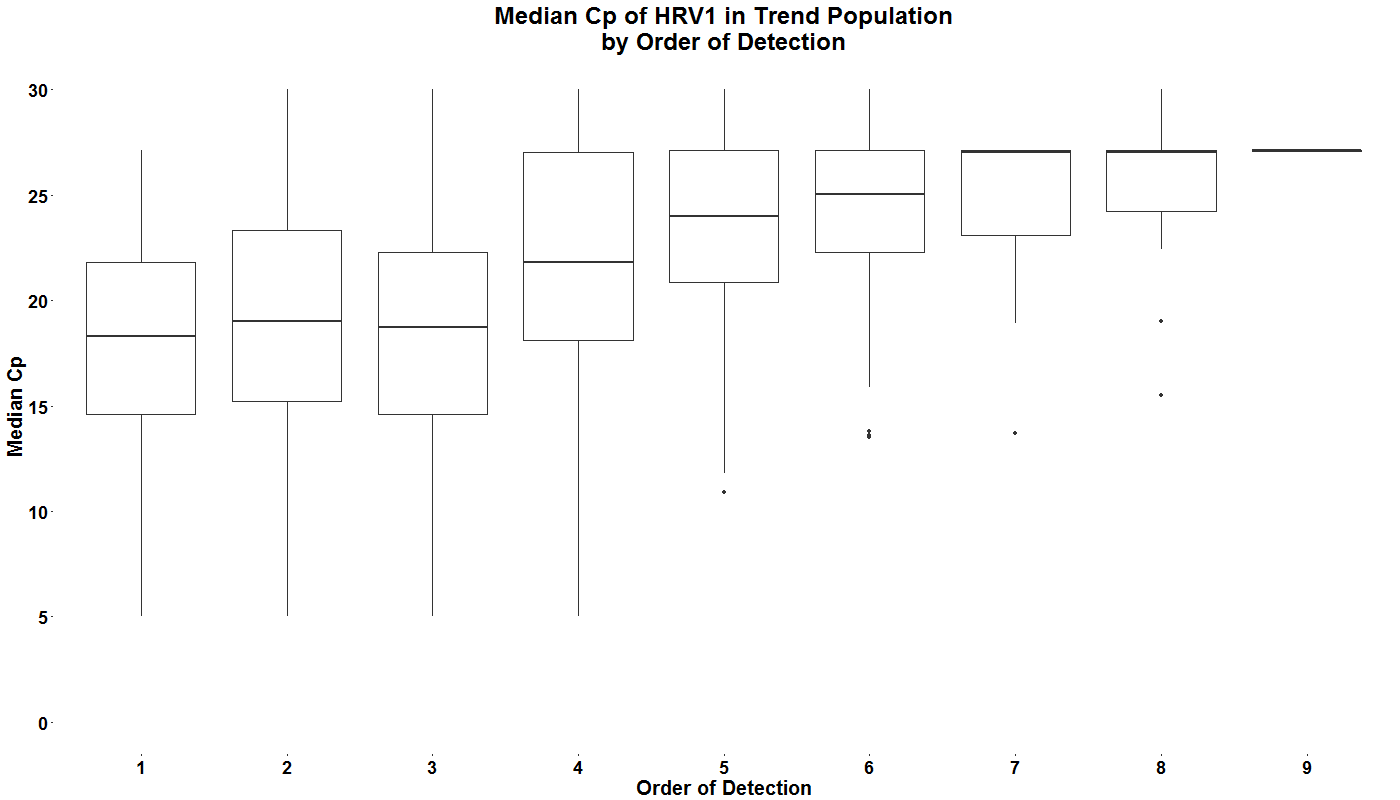 Median Cp of HRV1 in Trend Population
by Order of Detection
30
25
20
15
10
5
0
Median Cp
1 2 3 4 5 6 7 8 9
Order of Detection